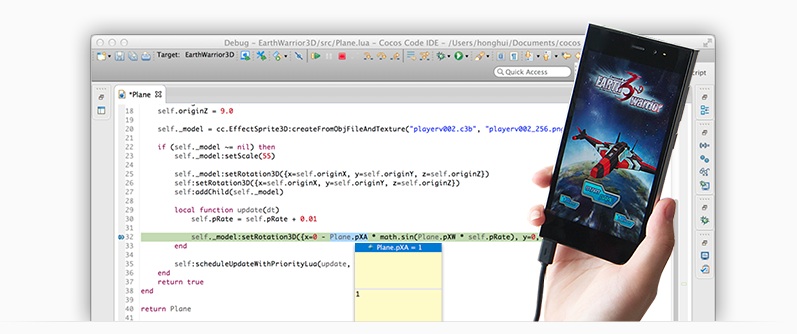 Debug - EarthWarrior3D/src/Plane.lua - Cocos Code IDE - /Users/honghui/Documents/cocos
Target: EarthWarrior3D
Quick Access
*Plane
18 self.originZ = 9.0
19
20 self._model = cc.EffectSprite3D:createFromObjFileAndTexture("playerv002.c3b", "playerv002_256.png
21
22 if (self._model ~= nil) then
23 self._model:setScale(55)
24
25 self._model:setRotation3D({x=self.originX, y=self.originY, z=self.originZ})
26 self:setRotation3D({x=self.originX, y=self.originY, z=self.originZ})
27 self:addChild(self._model)
28
29 local function update(dt)
30 self.pRate = self.pRate + 0.01
31
32 self._model:setRotation3D({x=0 - Plane.pXA * math.sin(Plane.pXW * self.pRate), y=0,
33 end
Plane.pXA = 1
34
35 self:scheduleUpdateWithPriorityLua(update,
36 end
37 return true
38 end
39
40 return Plane
41
1
EARTH
Warrior
3